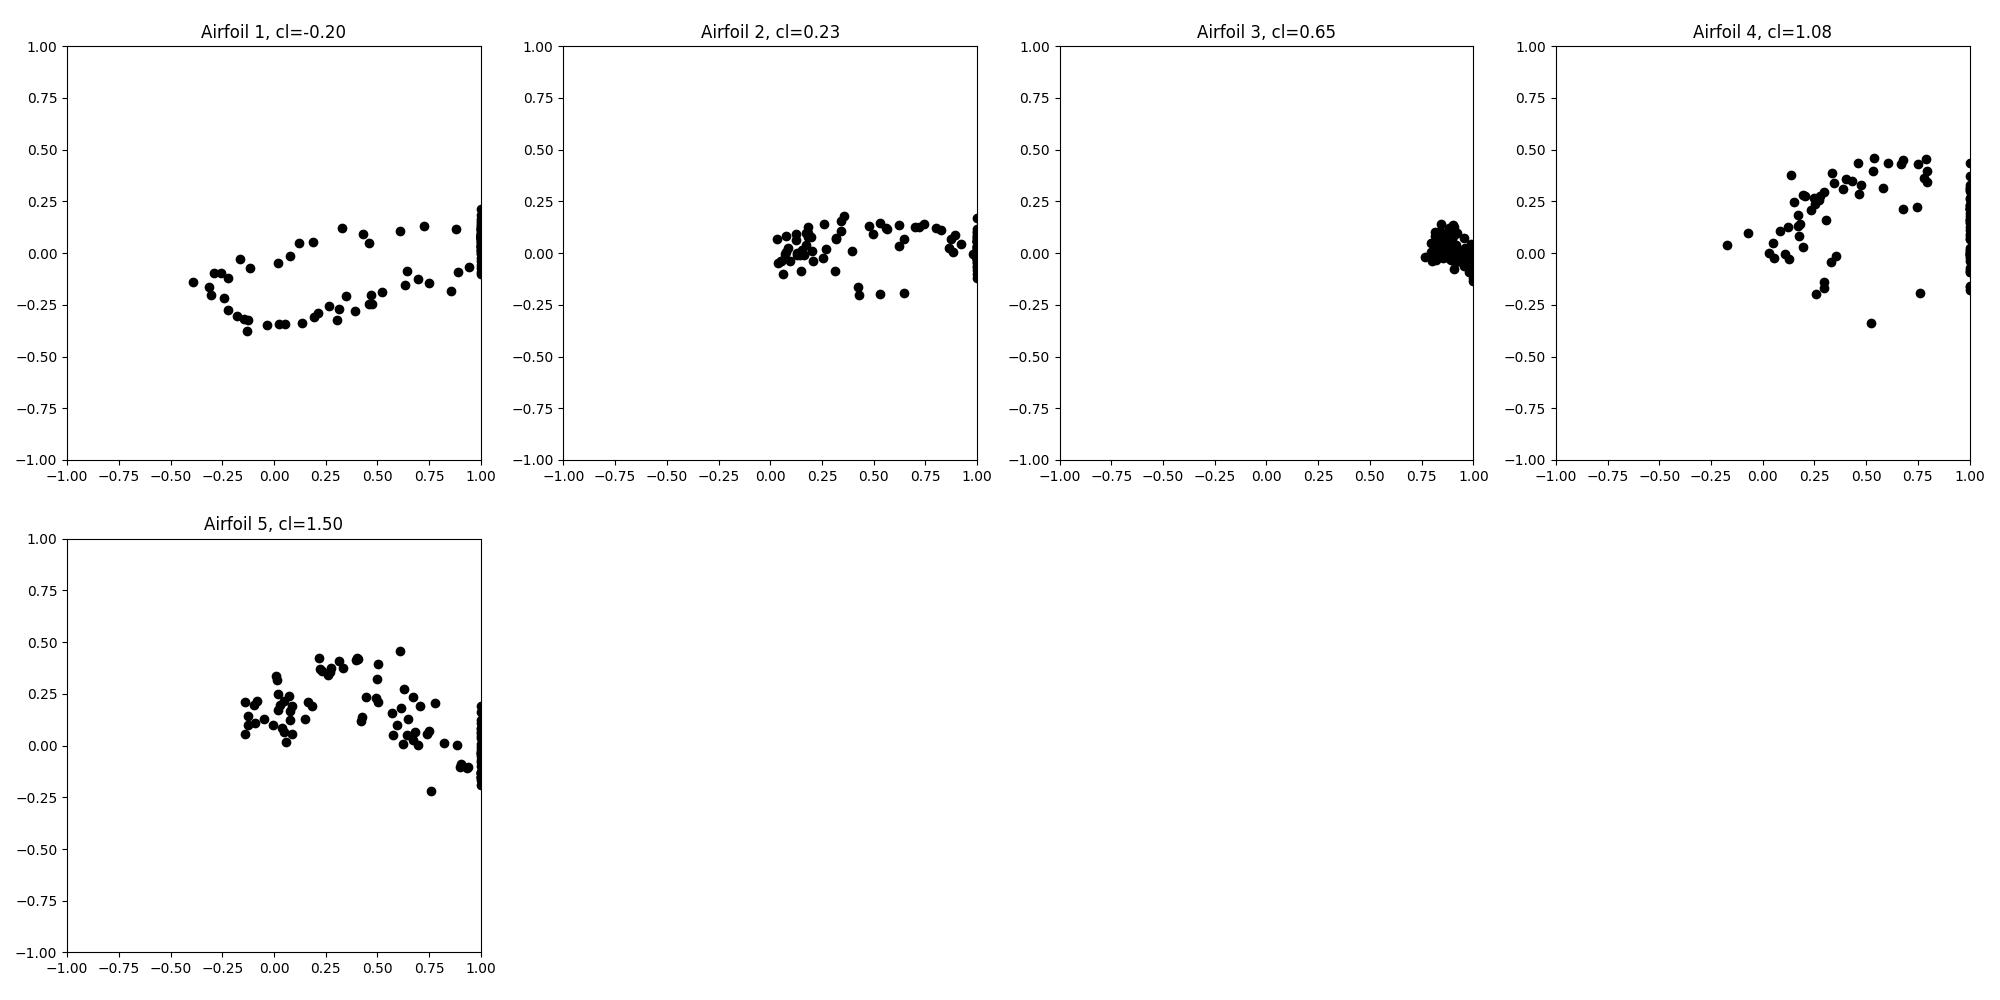 Airfoil 1, cl=-0.20
Airfoil 2, cl=0.23
Airfoil 3, cl=0.65
Airfoil 4, cl=1.08
1.00 1.00 1.00 1.00
0.75 0.75 0.75 0.75
0.50 0.50 0.50 0.50
0.25 0.25 0.25 0.25
0.00 0.00 0.00 0.00
−0.25 −0.25 −0.25 −0.25
−0.50 −0.50 −0.50 −0.50
−0.75 −0.75 −0.75 −0.75
−1.00 −1.00 −1.00 −1.00
−1.00 −0.75 −0.50 −0.25 0.00 0.25 0.50 0.75 1.00
−1.00 −0.75 −0.50 −0.25 0.00 0.25 0.50 0.75 1.00
−1.00 −0.75 −0.50 −0.25 0.00 0.25 0.50 0.75 1.00
−1.00 −0.75 −0.50 −0.25 0.00 0.25 0.50 0.75 1.00
Airfoil 5, cl=1.50
1.00
0.75
0.50
0.25
0.00
−0.25
−0.50
−0.75
−1.00
−1.00 −0.75 −0.50 −0.25 0.00 0.25 0.50 0.75 1.00